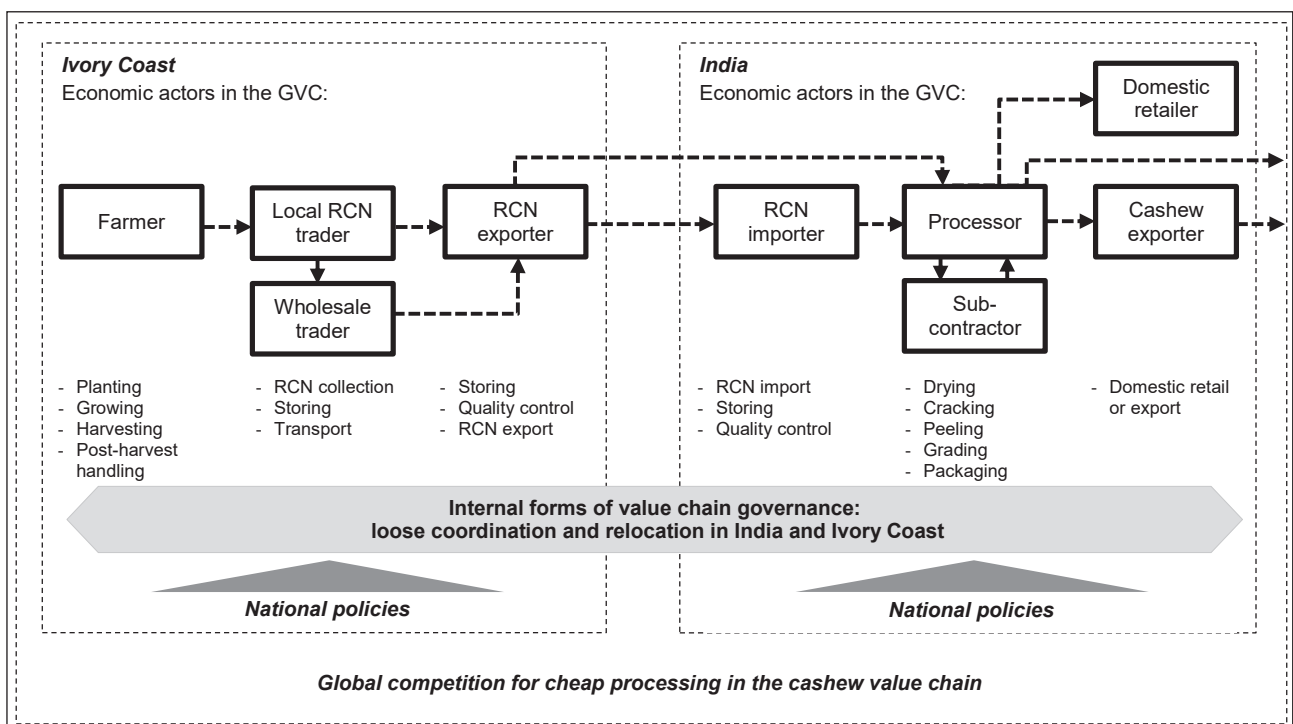 Ivory Coast
Economic actors in the GVC:
India
Economic actors in the GVC:
Domestic
retailer
Farmer
Local RCN
trader
RCN
exporter
RCN
importer
Processor
Cashew
exporter
Wholesale
trader
Sub-
contractor
- Planting
- Growing
- Harvesting
- Post-harvest
handling
- RCN collection
- Storing
- Transport
- Storing
- Quality control
- RCN export
- RCN import
- Storing
- Quality control
- Drying
- Cracking
- Peeling
- Grading
- Packaging
- Domestic retail
or export
Internal forms of value chain governance:
loose coordination and relocation in India and Ivory Coast
National policies
National policies
Global competition for cheap processing in the cashew value chain